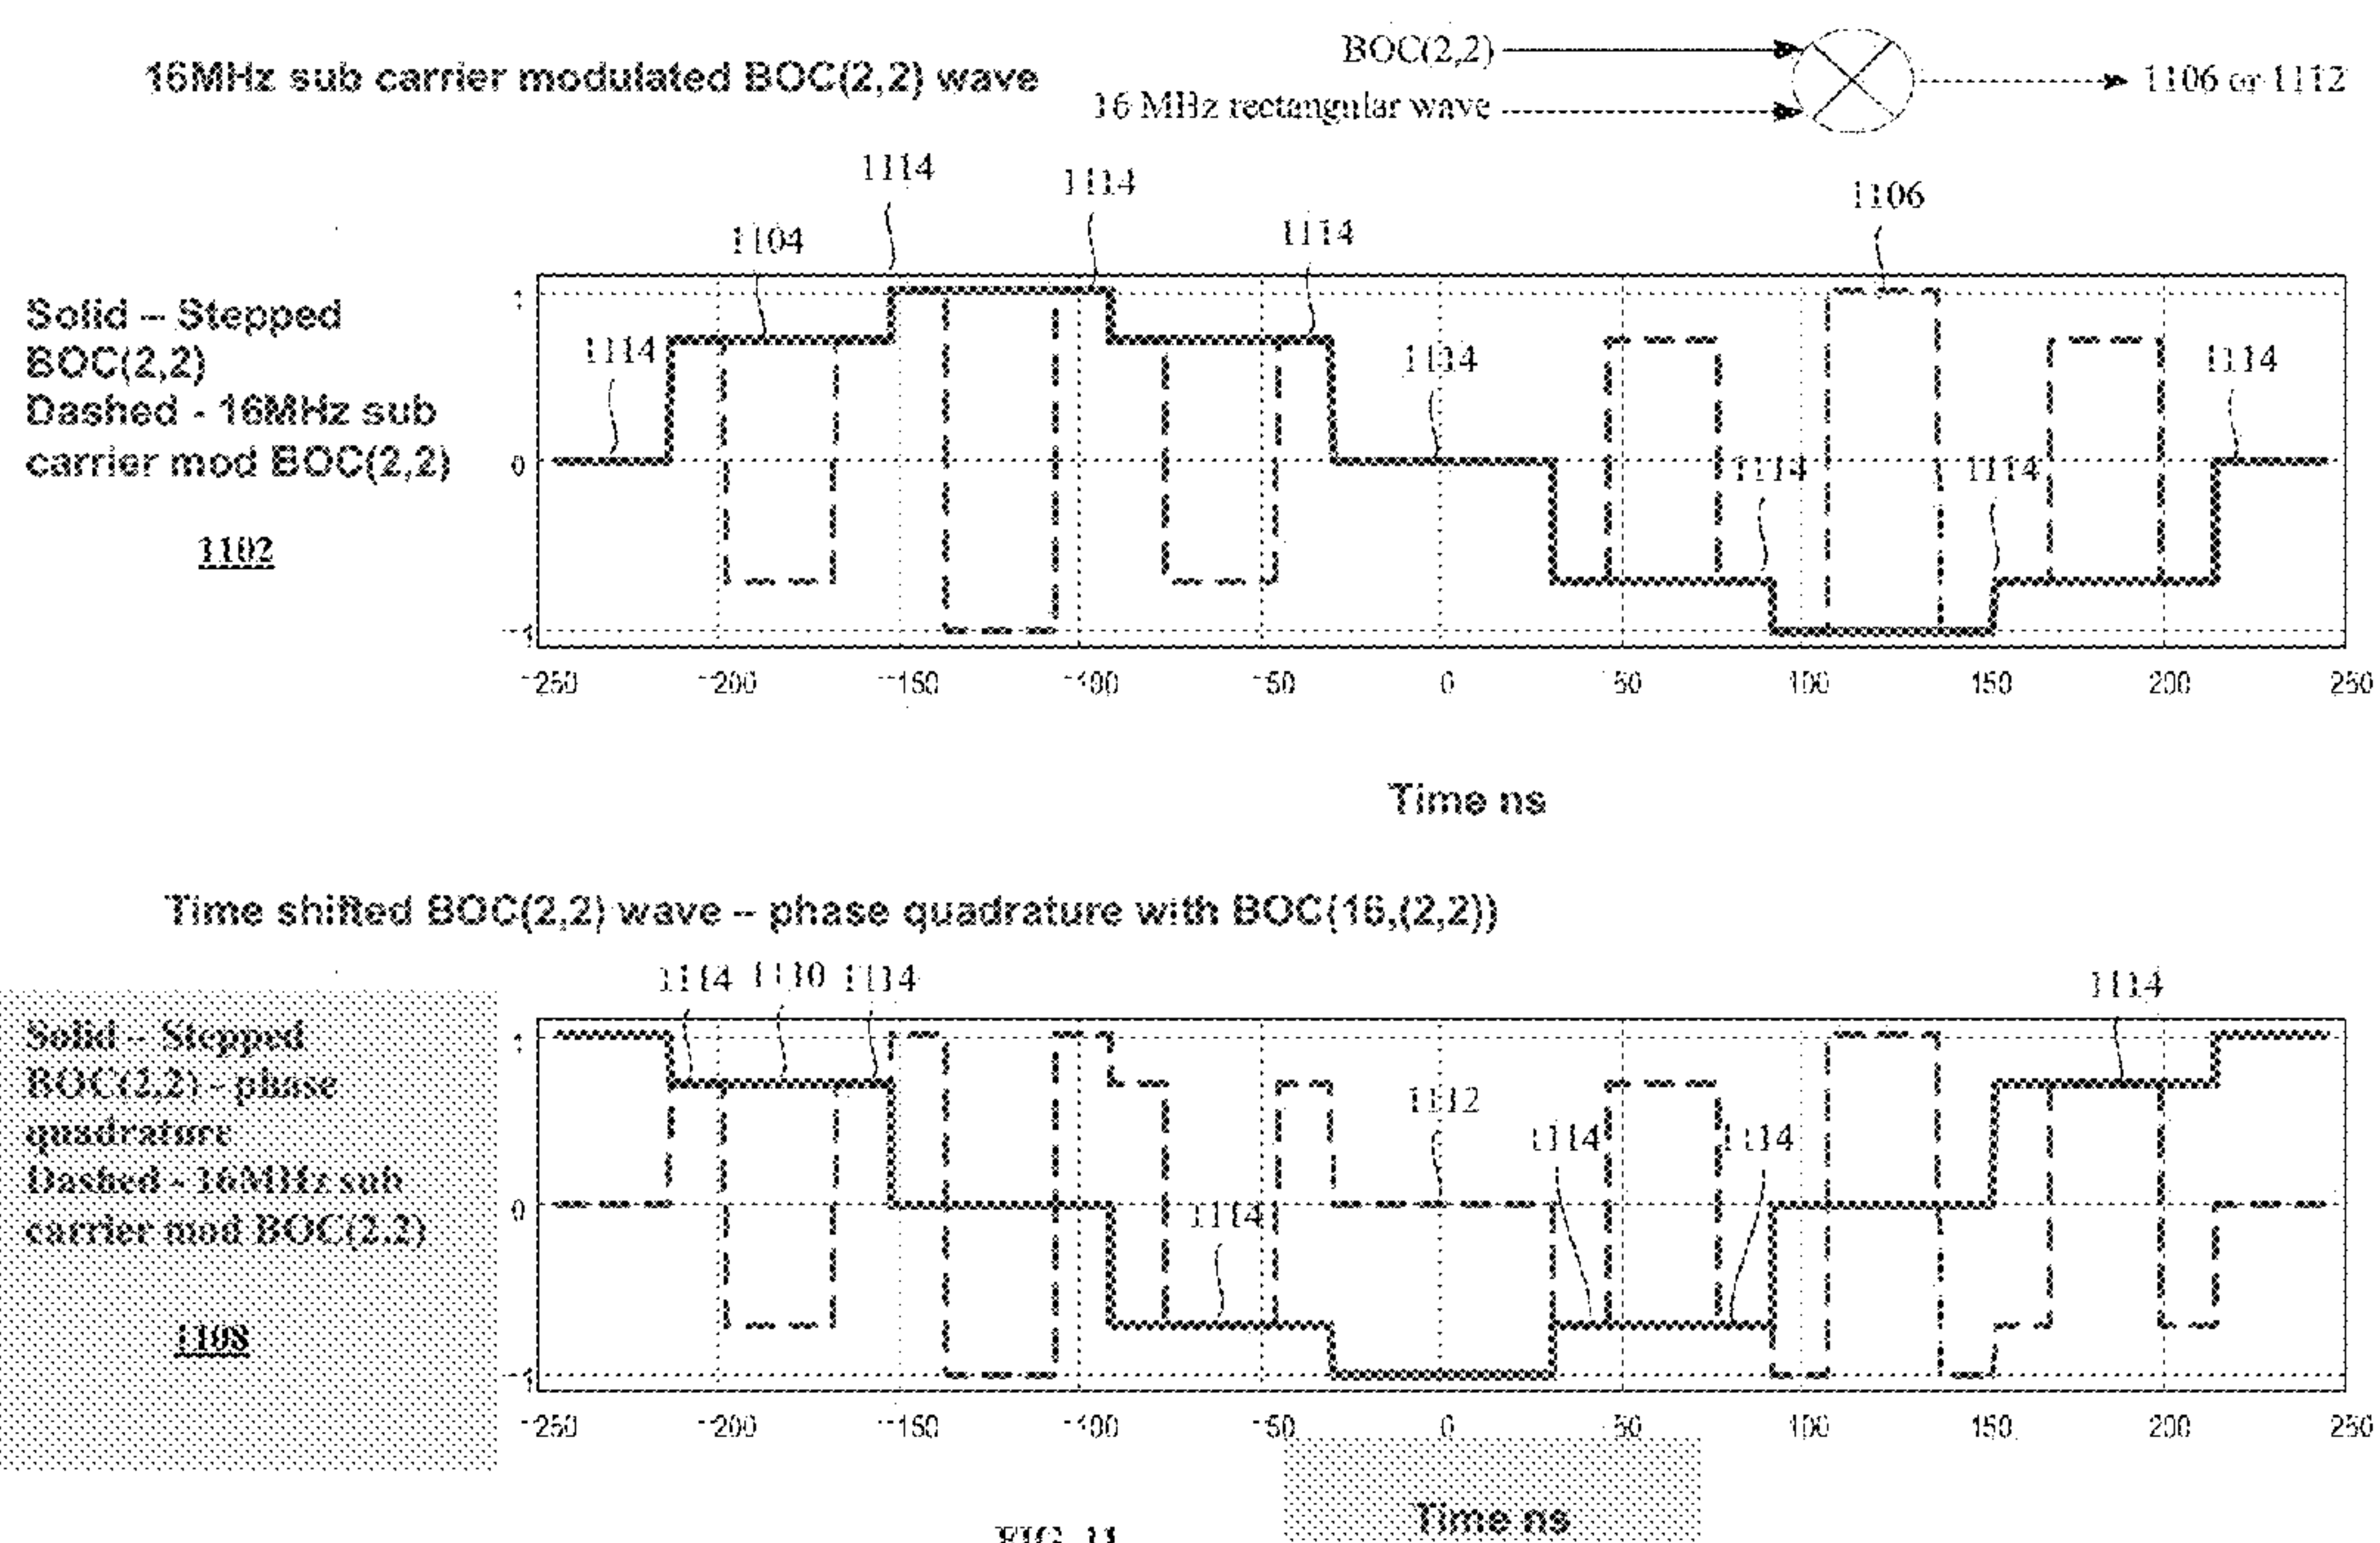 BOC(2,2)
16MHz sub carrier modulated BOC(2,2) wave
1106 or 1112
16 MHz rectangular wave
1114
1114
1106
1104
1114
Solid – Stepped
BOC(2,2)
Dashed - 16MHz sub
carrier mod BOC(2,2)
1102
1
1114
1114
1114
0
1114
1114
-1
-250 -200 -150 -100 -50 0 50 100 150 200 250
Time ns
Time shifted BOC(2,2) wave – phase quadrature with BOC(16,(2,2))
1114 1110 1114
1114
Solid – Stepped
BOC(2,2) - phase
quadrature
Dashed - 16MHz sub
carrier mod BOC(2,2)
1108
1
1112
1114 1114
0
1114
-1
-250 -200 -150 -100 -50 0 50 100 150 200 250
Time ns
FIG. 11